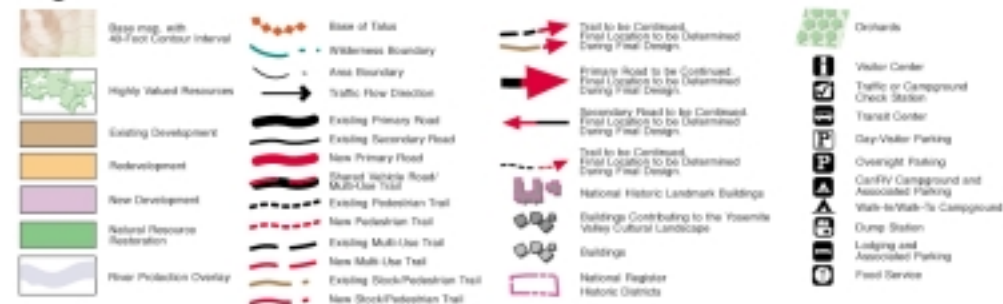 Base map, with
40-Foot Contour Interval
Highly Valued Resources
Existing Development
Redevelopment
New Development
Natural Resource
Restoration
River Protection Overlay
Base of Talus
Wilderness Boundary
Area Boundary
Traffic Flow Direction
Existing Primary Road
Existing Secondary Road
New Primary Road
Shared Vehicle Road/
Multi-Use Trail
Existing Pedestrian Trail
New Pedestrian Trail
Existing Multi-Use Trail
New Multi-Use Trail
Existing Stock/Pedestrian Trail
New Stock/Pedestrian Trail
Trail to be Continued,
Final Location to be Determined
During Final Design.
Primary Road to be Continued.
Final Location to be Determined
During Final Design.
Secondary Road to be Continued.
Final Location to be Determined
During Final Design.
Trail to be Continued,
Final Location to be Determined
During Final Design.
National Historic Landmark Buildings
Buildings Contributing to the Yosemite
Valley Cultural Landscape
Buildings
National Register
Historic Districts
Orchards
Visitor Center
Traffic or Campground
Check Station
Transit Center
Day-Visitor Parking
P
Overnight Parking
P
Car/RV Campground and
Associated Parking
Walk-In/Walk-To Campground
Dump Station
Lodging and
Associated Parking
Food Service